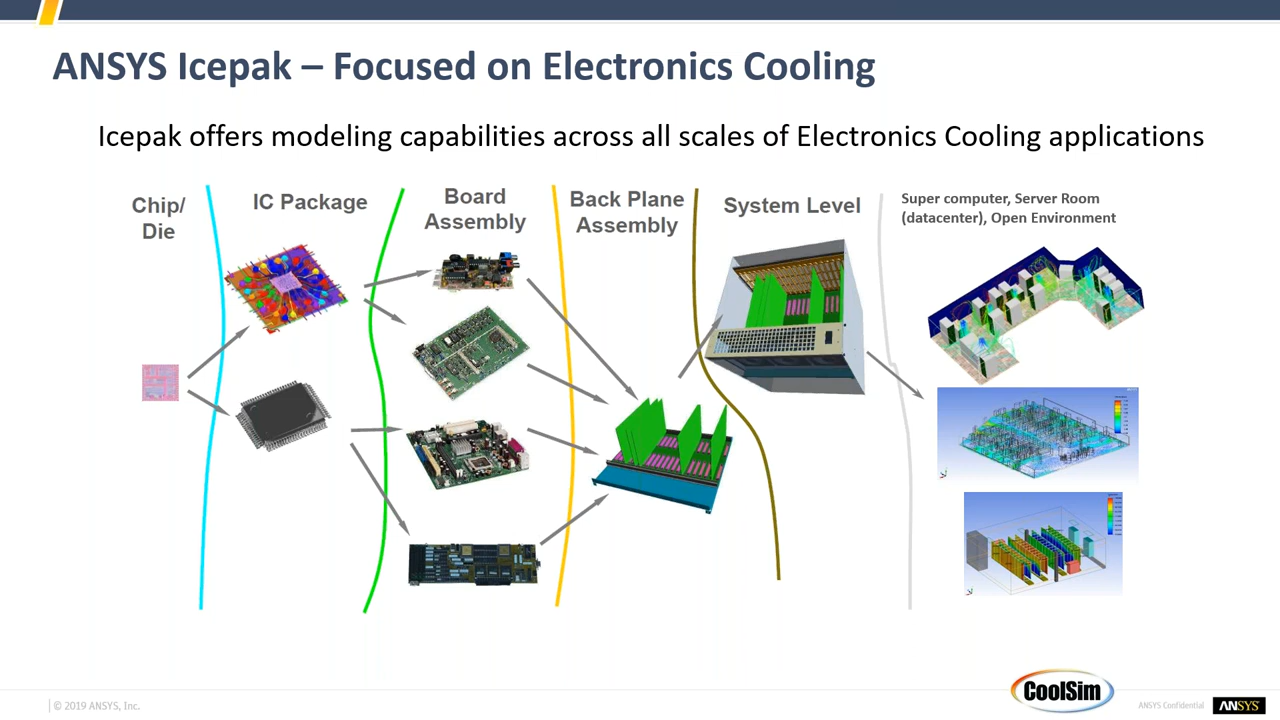 ANSYS Icepak – Focused on Electronics Cooling
Icepak offers modeling capabilities across all scales of Electronics Cooling applications
Chip/
Die
IC Package
Board
Assembly
Back Plane
Assembly
System Level
Super computer, Server Room
(datacenter), Open Environment
© 2019 ANSYS, Inc.
CoolSim
ANSYS Confidential
ANSYS